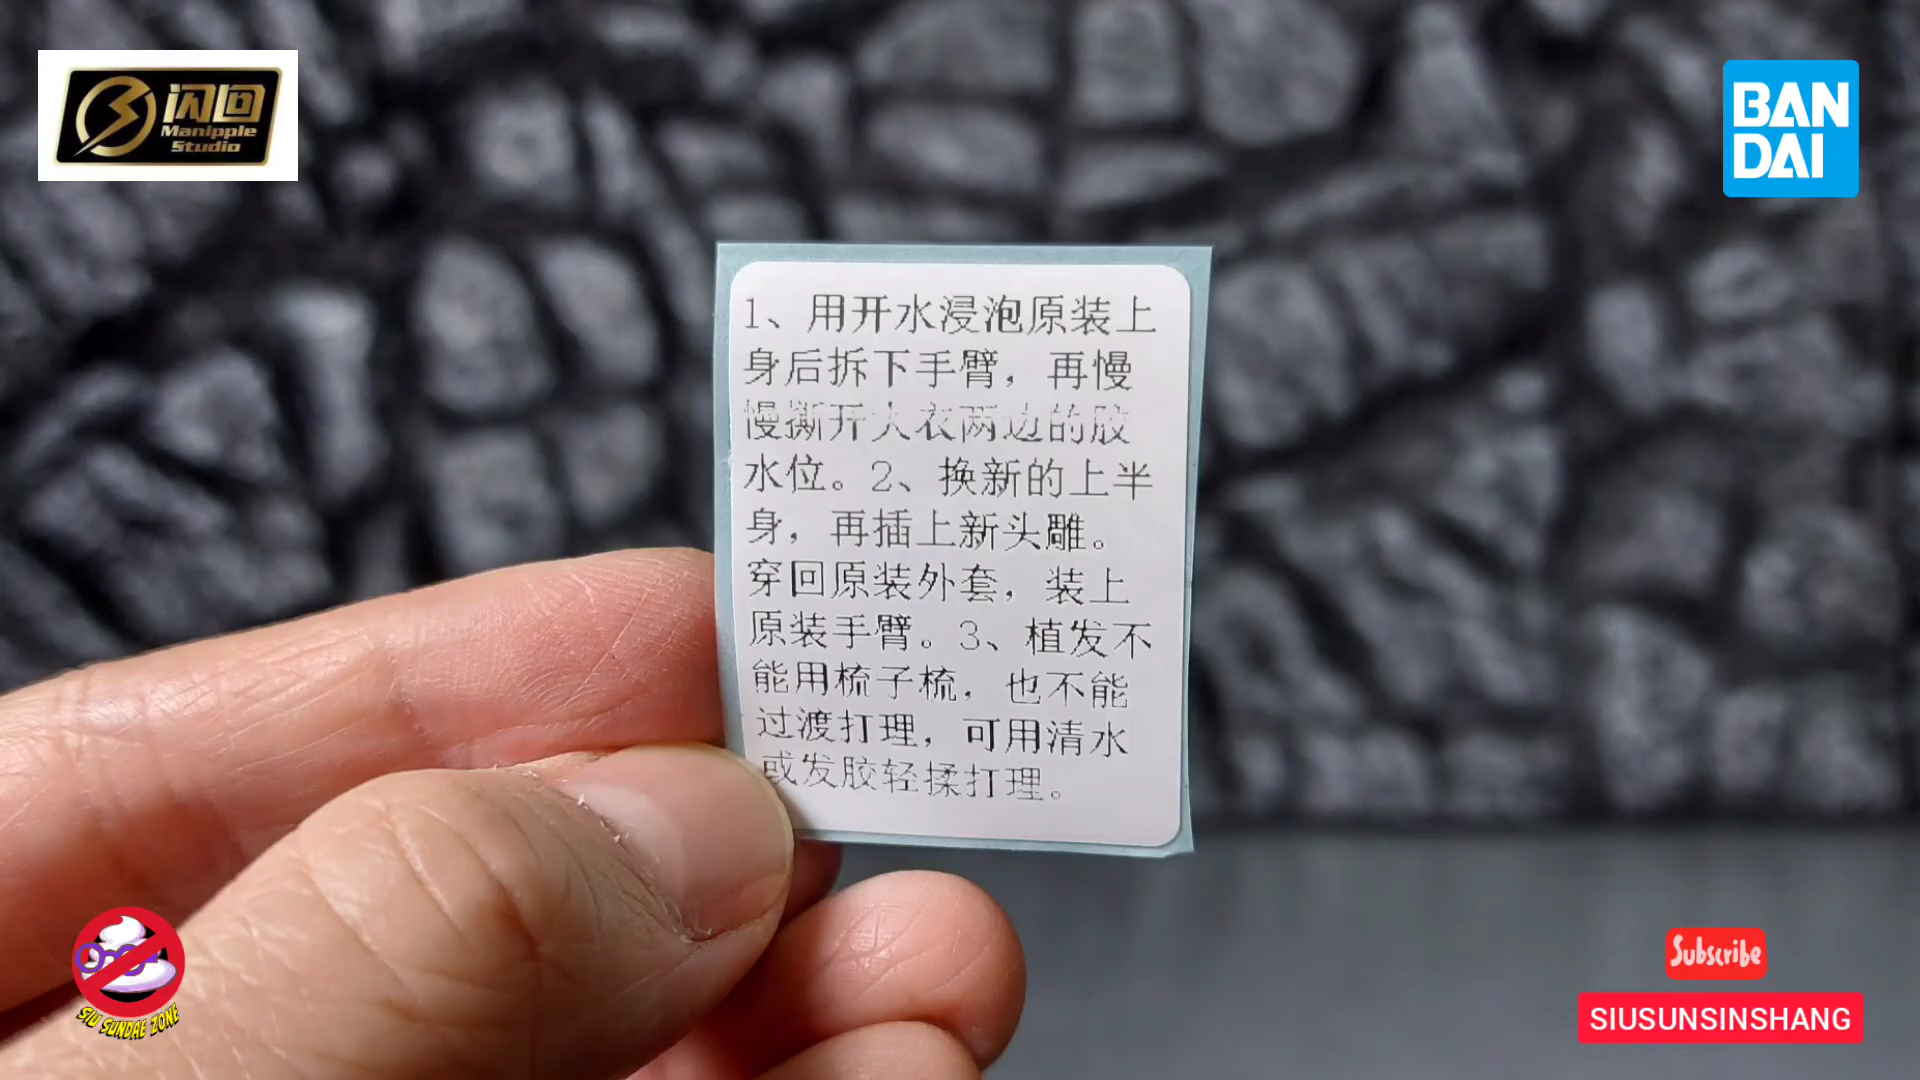 闪回
Manipple
Studio
BAN
DAI
1、用开水浸泡原装上
身后拆下手臂，再慢
慢撕开大衣两边的胶
水位。2、换新的上半
身，再插上新头雕。
穿回原装外套，装上
原装手臂。3、植发不
能用梳子梳，也不能
过渡打理，可用清水
或发胶轻揉打理。
SIU SUNDAE ZONE
Subscribe
SIUSUNSINSHANG